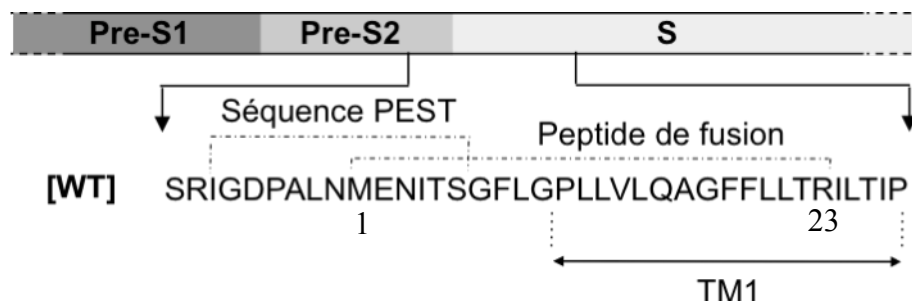 Pre-S1 Pre-S2 S
Séquence PEST
Peptide de fusion
[WT] SRIGDPALNMENITSGFLGPLLVLQAGFFLLTRILTIP
1 23
TM1